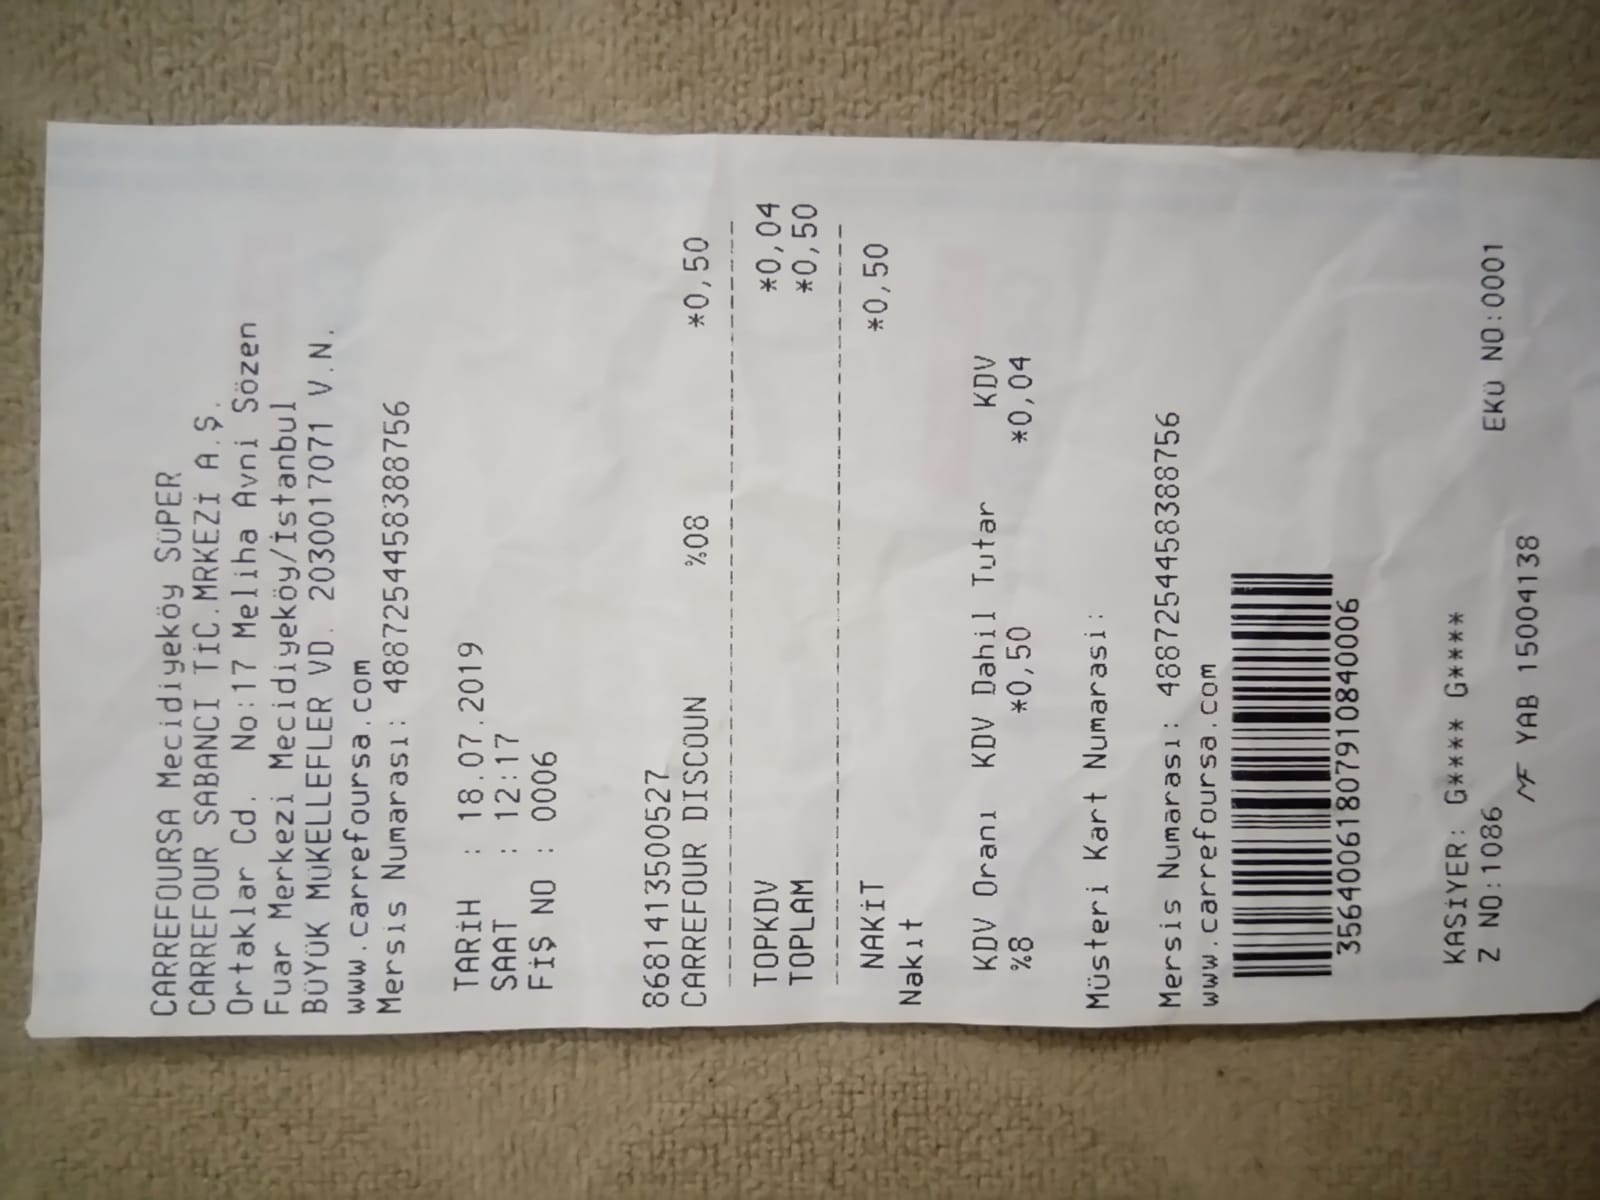 CARREFOURSA Mecidiyeköy SÜPER
CARREFOUR SABANCI TİC.MRKEZİ A.Ş.
Ortaklar Cd. No:17 Meliha Avni Sözen
Fuar Merkezi Mecidiyeköy/İstanbul
BÜYÜK MÜKELLEFLER VD. 2030017071 V.N.
www.carrefoursa.com
Mersis Numarası: 4887254458388756
TARİH : 18.07.2019
SAAT : 12:17
FİŞ NO : 0006
8681413500527
CARREFOUR DISCOUN %08 *0,50
TOPKDV *0,04
TOPLAM *0,50
NAKİT *0,50
Nakıt
KDV Oranı KDV Dahil Tutar KDV
%8 *0,50 *0,04
Müsteri Kart Numarasi:
Mersis Numarası: 4887254458388756
www.carrefoursa.com
35640061807910840006
KASİYER: G**** G****
Z NO:1086 EKÜ NO:0001
MF YAB 15004138